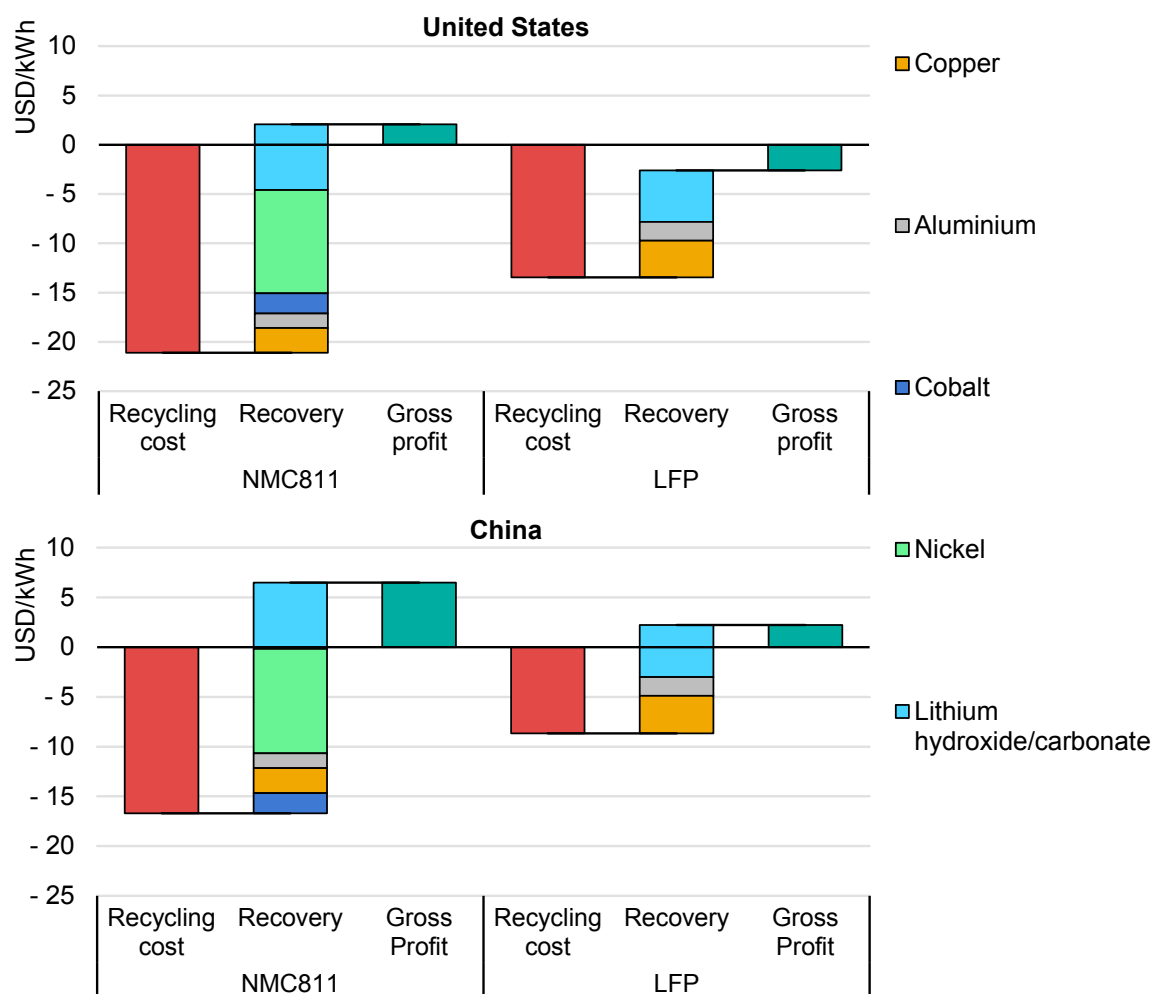 United States
USD/kWh
10
5
0
- 5
- 10
- 15
- 20
- 25
Recycling cost
Recovery
Gross profit
Recycling cost
Recovery
Gross profit
NMC811
LFP
China
USD/kWh
10
5
0
- 5
- 10
- 15
- 20
- 25
Recycling cost
Recovery
Gross Profit
Recycling cost
Recovery
Gross Profit
NMC811
LFP
Copper
Aluminium
Cobalt
Nickel
Lithium
hydroxide/carbonate